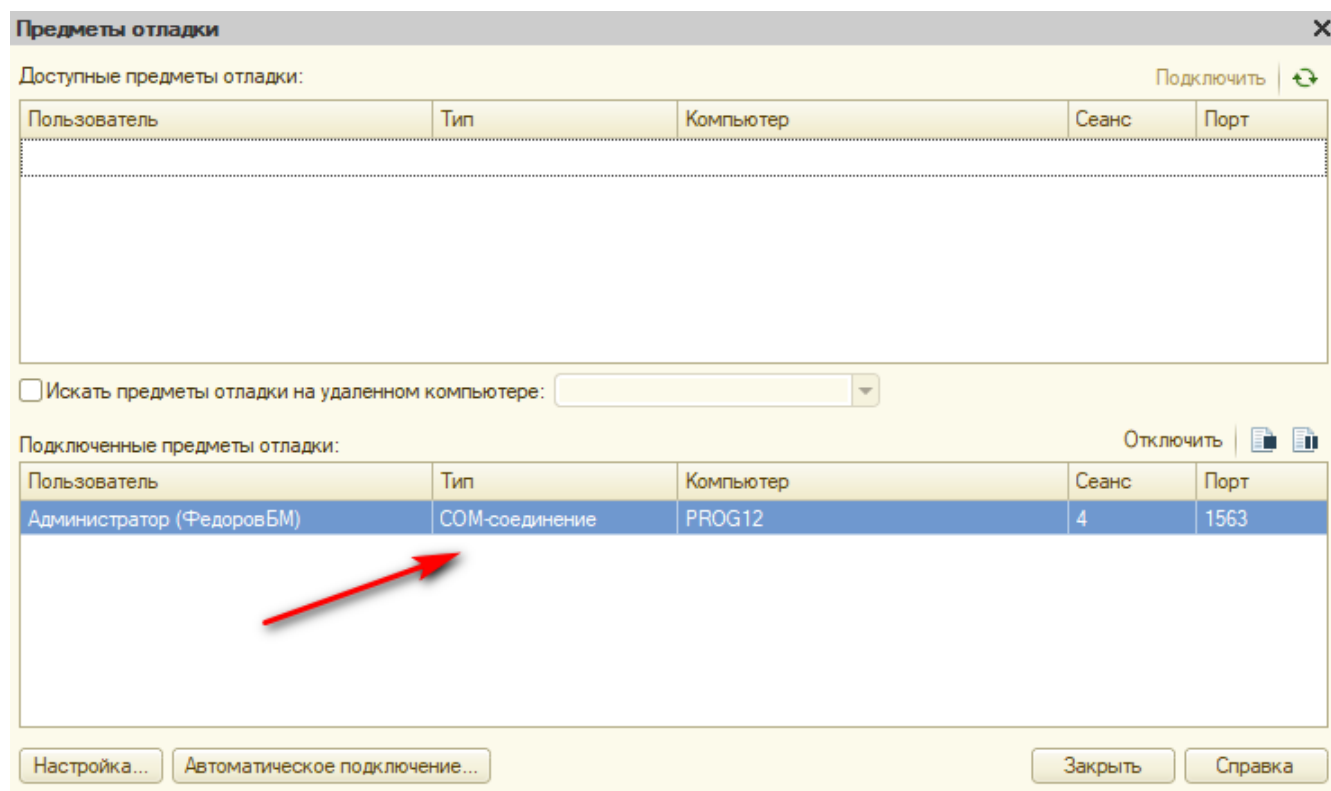 Предметы отладки
Доступные предметы отладки: Подключить
Пользователь Тип Компьютер Сеанс Порт
Искать предметы отладки на удаленном компьютере:
Подключенные предметы отладки: Отключить
Пользователь Тип Компьютер Сеанс Порт
Администратор (ФедоровБМ) COM-соединение PROG12 4 1563
Настройка... Автоматическое подключение... Закрыть Справка